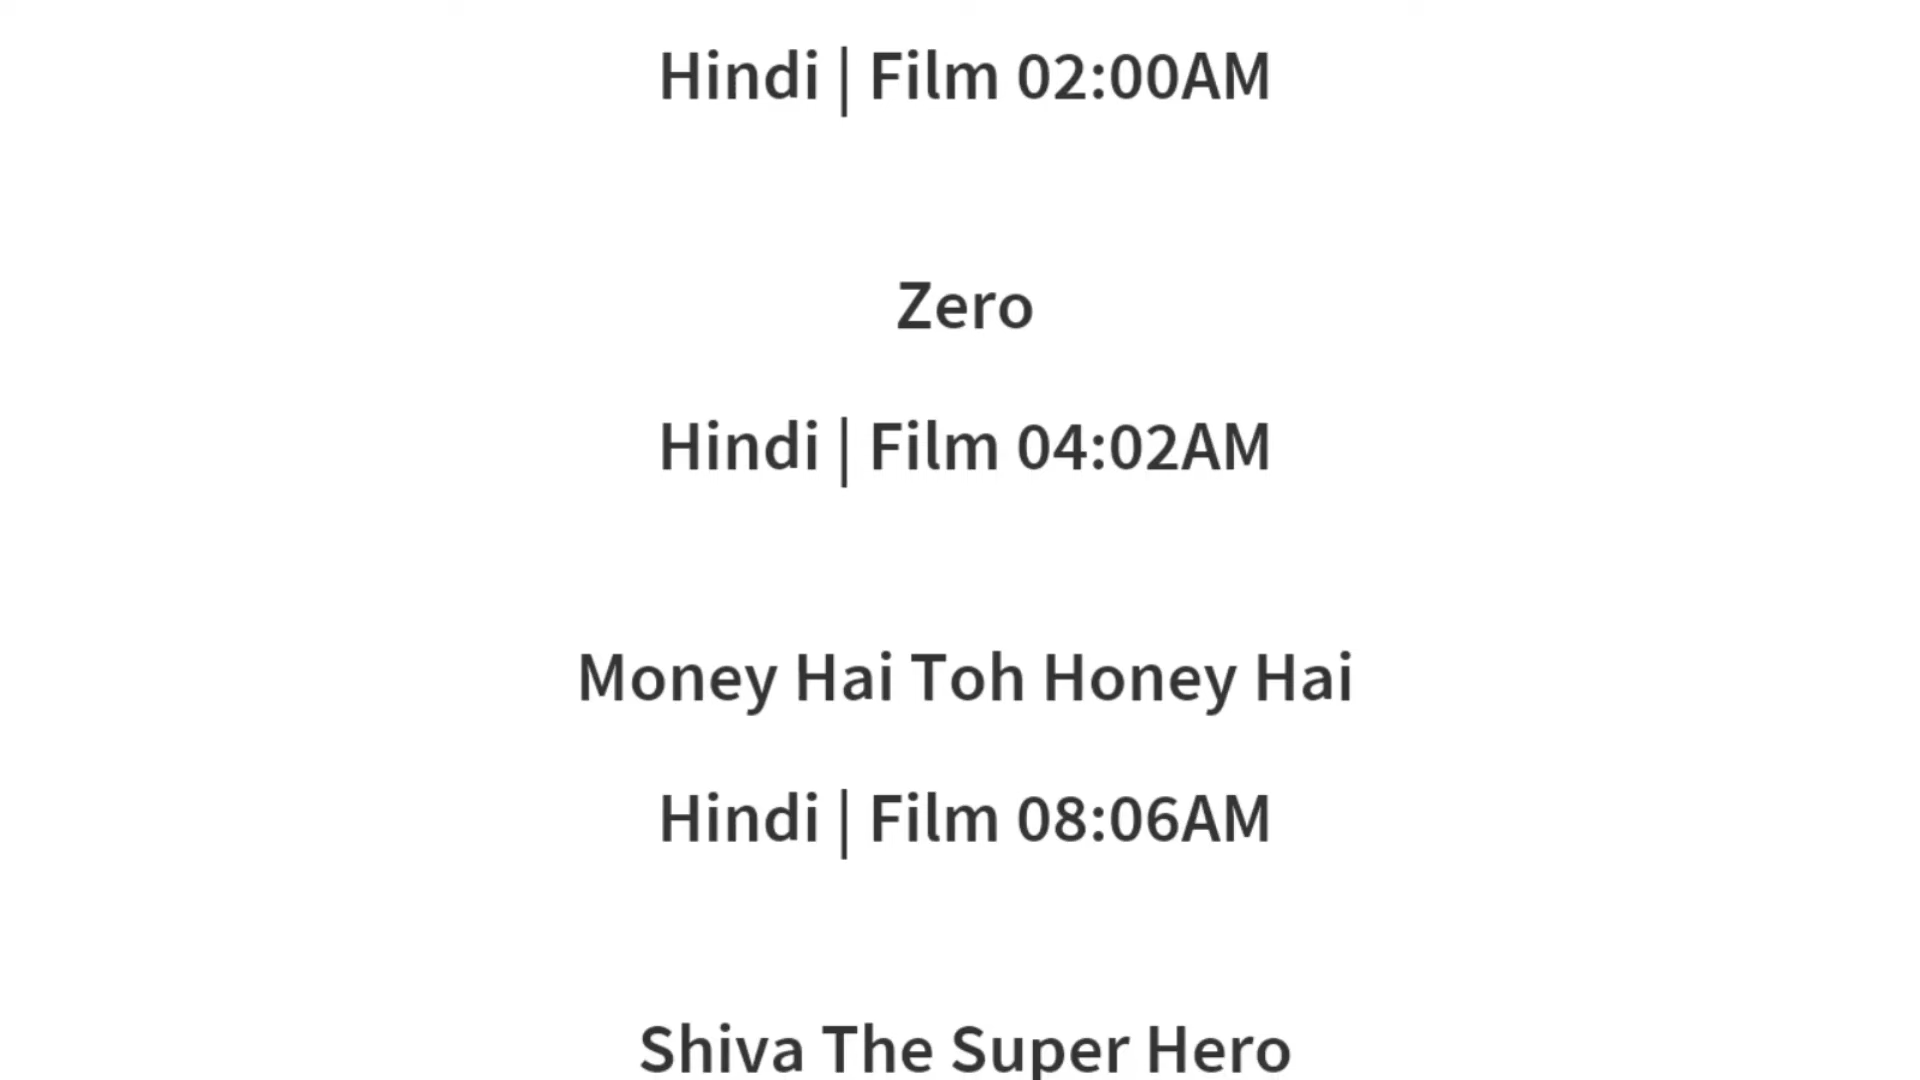 Hindi | Film 02:00AM
Zero
Hindi | Film 04:02AM
Money Hai Toh Honey Hai
Hindi | Film 08:06AM
Shiva The Super Hero